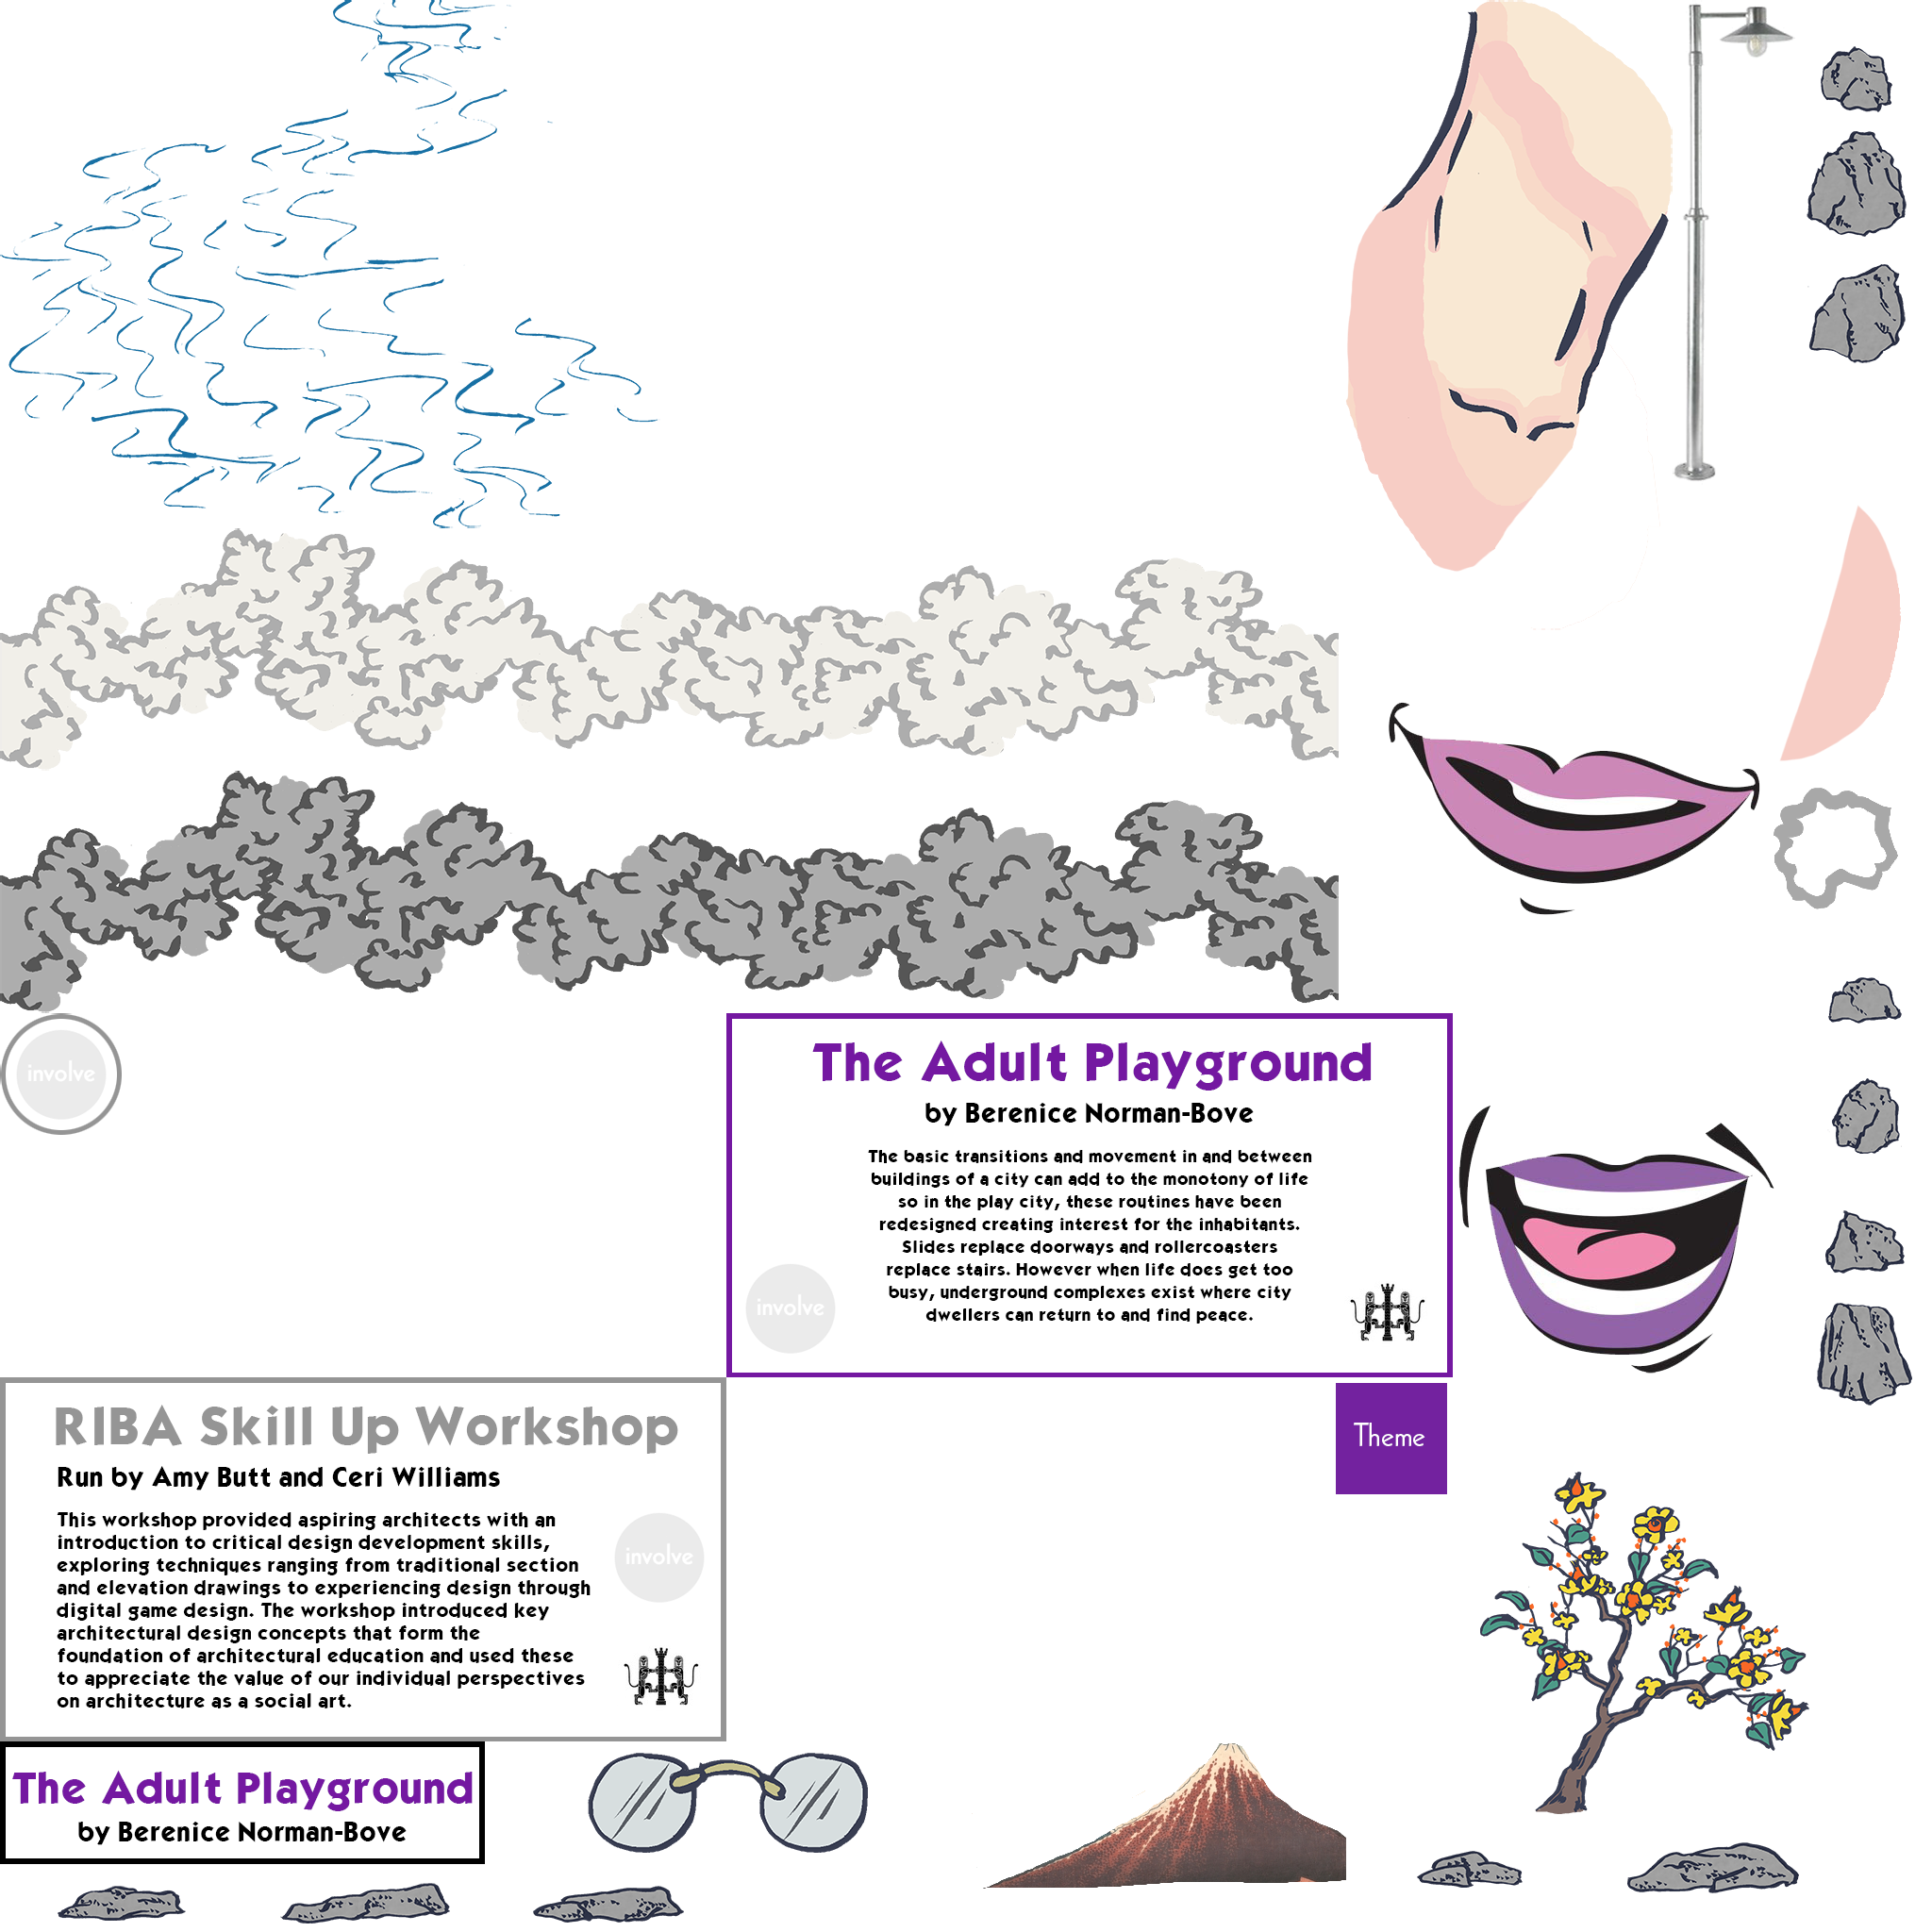 involve
The Adult Playground
by Berenice Norman-Bove
The basic transitions and movement in and between
buildings of a city can add to the monotony of life
so in the play city, these routines have been
redesigned creating interest for the inhabitants.
Slides replace doorways and rollercoasters
replace stairs. However when life does get too
busy, underground complexes exist where city
dwellers can return to and find peace.
involve
RIBA Skill Up Workshop
Run by Amy Butt and Ceri Williams
This workshop provided aspiring architects with an
introduction to critical design development skills,
exploring techniques ranging from traditional section
and elevation drawings to experiencing design through
digital game design. The workshop introduced key
architectural design concepts that form the
foundation of architectural education and used these
to appreciate the value of our individual perspectives
on architecture as a social art.
involve
Theme
The Adult Playground
by Berenice Norman-Bove